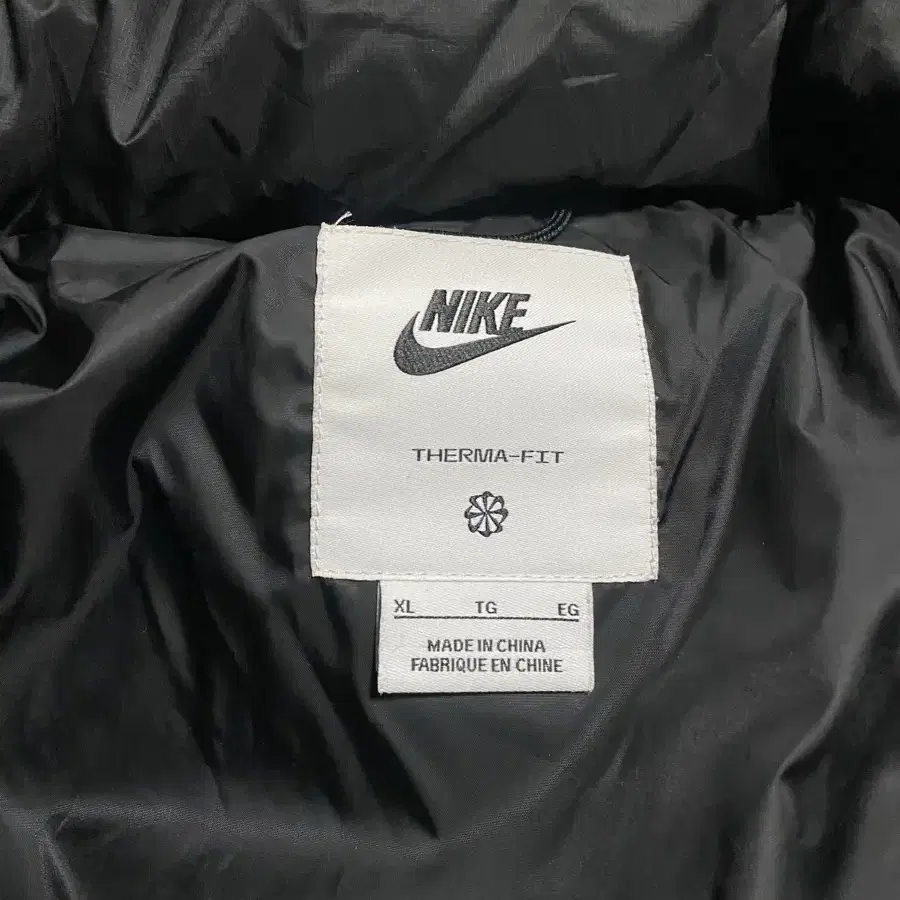 NIKE
THERMA-FIT
XL TG EG
MADE IN CHINA
FABRIQUE EN CHINE